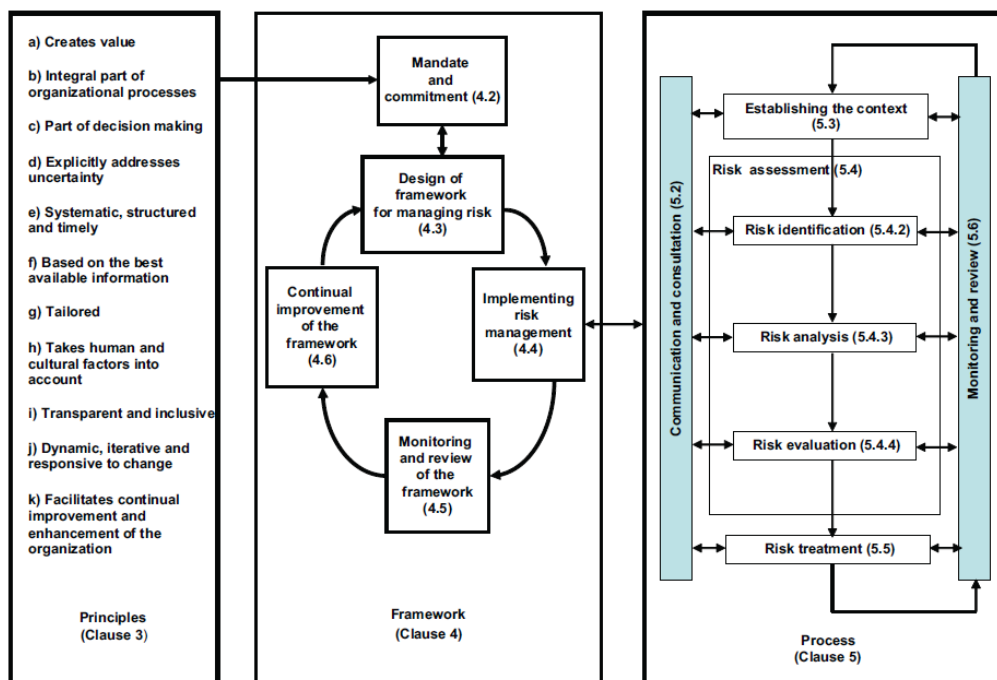 a) Creates value
b) Integral part of
organizational processes
c) Part of decision making
d) Explicitly addresses
uncertainty
e) Systematic, structured
and timely
f) Based on the best
available information
g) Tailored
h) Takes human and
cultural factors into
account
i) Transparent and inclusive
j) Dynamic, iterative and
responsive to change
k) Facilitates continual
improvement and
enhancement of the
organization
Principles
(Clause 3)
Mandate
and
commitment (4.2)
Design of
framework
for managing risk
(4.3)
Continual
improvement
of the
framework
(4.6)
Implementing
risk
management
(4.4)
Monitoring
and review
of the
framework
(4.5)
Framework
(Clause 4)
Communication and consultation (5.2)
Establishing the context
(5.3)
Risk assessment (5.4)
Risk identification (5.4.2)
Risk analysis (5.4.3)
Risk evaluation (5.4.4)
Risk treatment (5.5)
Monitoring and review (5.6)
Process
(Clause 5)